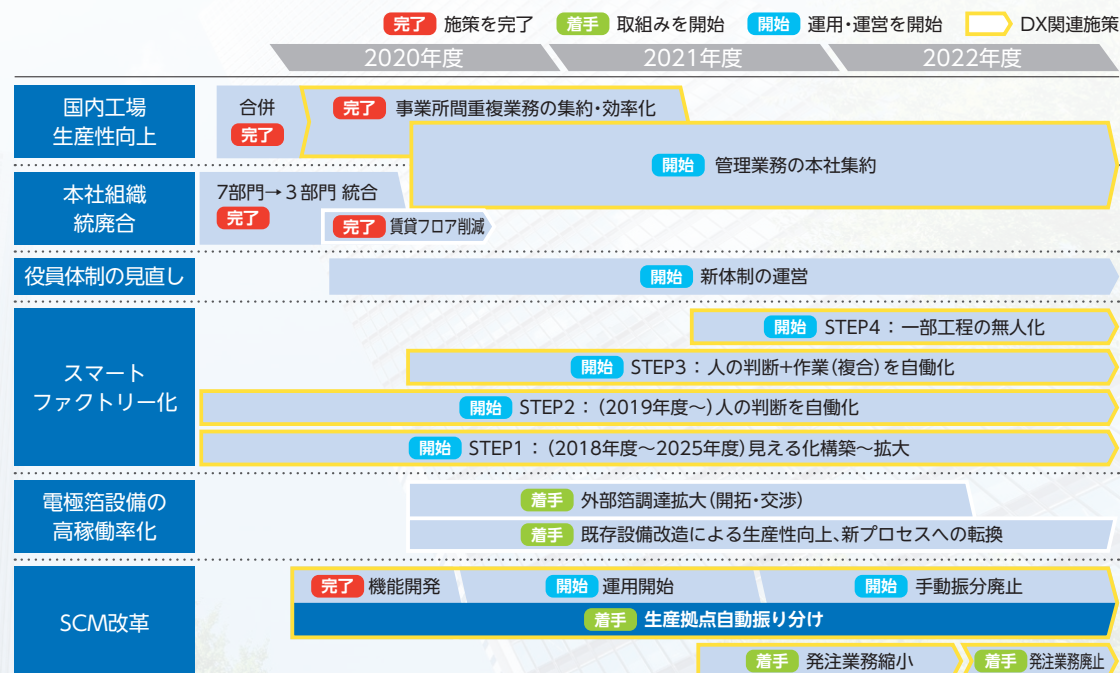 完了 施策を完了 着手 取組みを開始 開始 運用・運営を開始 DX関連施策
2020年度 2021年度 2022年度
国内工場
生産性向上
合併
完了
完了 事業所間重複業務の集約・効率化
開始 管理業務の本社集約
本社組織
統廃合
7部門→3部門 統合
完了
完了 賃貸フロア削減
役員体制の見直し
開始 新体制の運営
スマート
ファクトリー化
開始 STEP4：一部工程の無人化
開始 STEP3：人の判断+作業(複合)を自働化
開始 STEP2：(2019年度～)人の判断を自働化
開始 STEP1：(2018年度～2025年度)見える化構築～拡大
電極箔設備の
高稼働率化
着手 外部箔調達拡大(開拓・交渉)
着手 既存設備改造による生産性向上、新プロセスへの転換
SCM改革
完了 機能開発 開始 運用開始 開始 手動振分廃止
着手 生産拠点自動振り分け
着手 発注業務縮小 着手 発注業務廃止